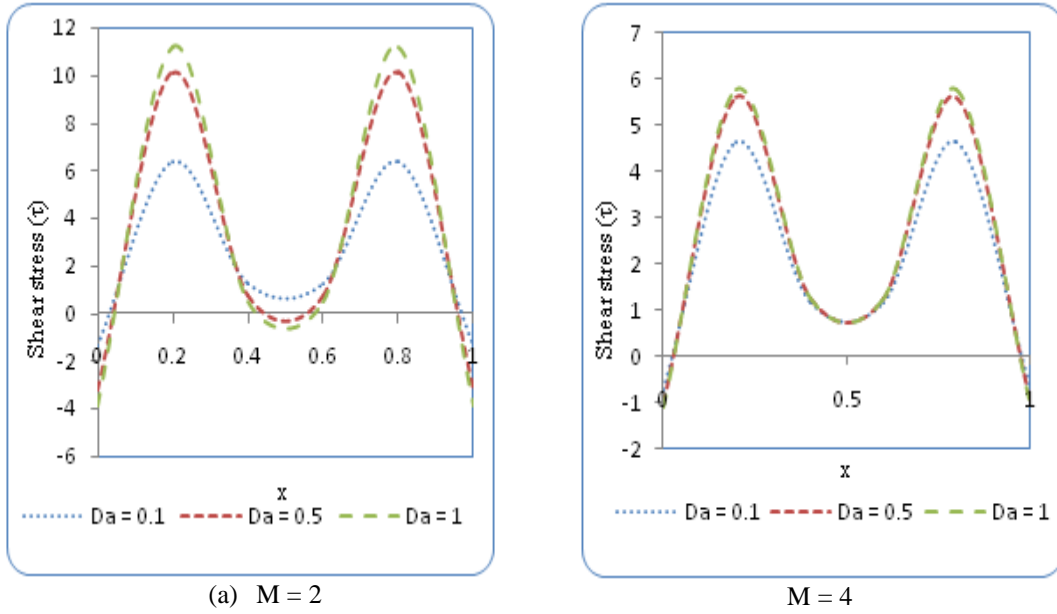 12
10
8
6
4
2
0
-2
-4
-6
Shear stress (τ)
0 0.2 0.4 0.6 0.8 1
x
Da = 0.1 Da = 0.5 Da = 1
(a) M = 2
7
6
5
4
3
2
1
0
-1
-2
Shear stress (τ)
0 0.5 1
x
Da = 0.1 Da = 0.5 Da = 1
M = 4